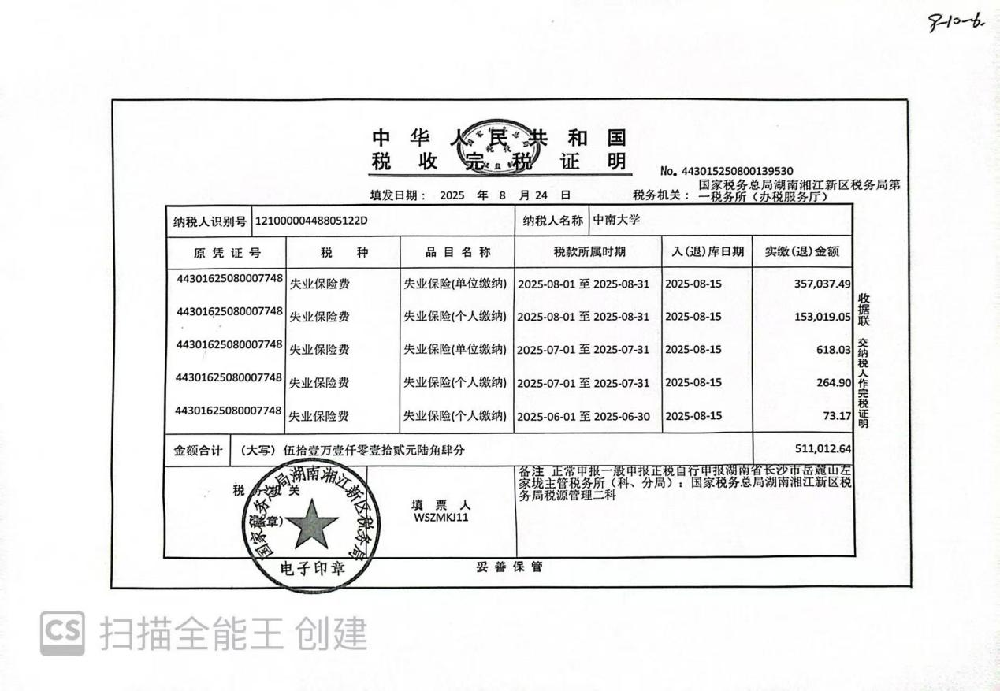 9-10-6.
中华人民共和国
税收完税证明
No. 443015250800139530
国家税务总局湖南湘江新区税务局第
填发日期: 2025 年 8 月 24 日 税务机关: 一税务所(办税服务厅)
纳税人识别号 12100000448805122D 纳税人名称 中南大学
原凭证号 税种 品目名称 税款所属时期 入(退)库日期 实缴(退)金额
44301625080007748 失业保险费 失业保险(单位缴纳) 2025-08-01 至 2025-08-31 2025-08-15 357,037.49
44301625080007748 失业保险费 失业保险(个人缴纳) 2025-08-01 至 2025-08-31 2025-08-15 153,019.05
44301625080007748 失业保险费 失业保险(单位缴纳) 2025-07-01 至 2025-07-31 2025-08-15 618.03
44301625080007748 失业保险费 失业保险(个人缴纳) 2025-07-01 至 2025-07-31 2025-08-15 264.90
44301625080007748 失业保险费 失业保险(个人缴纳) 2025-06-01 至 2025-06-30 2025-08-15 73.17
金额合计 (大写) 伍拾壹万壹仟零壹拾贰元陆角肆分 511,012.64
税务机关
(盖章)
国家税务总局湖南湘江新区税务局
电子印章
填票人
WSZMKJ11
备注 正常申报一般申报正税自行申报湖南省长沙市岳麓山左
家垅主管税务所(科、分局): 国家税务总局湖南湘江新区税
务局税源管理二科
收据联 交纳税人作完税证明
妥善保管
CS 扫描全能王 创建